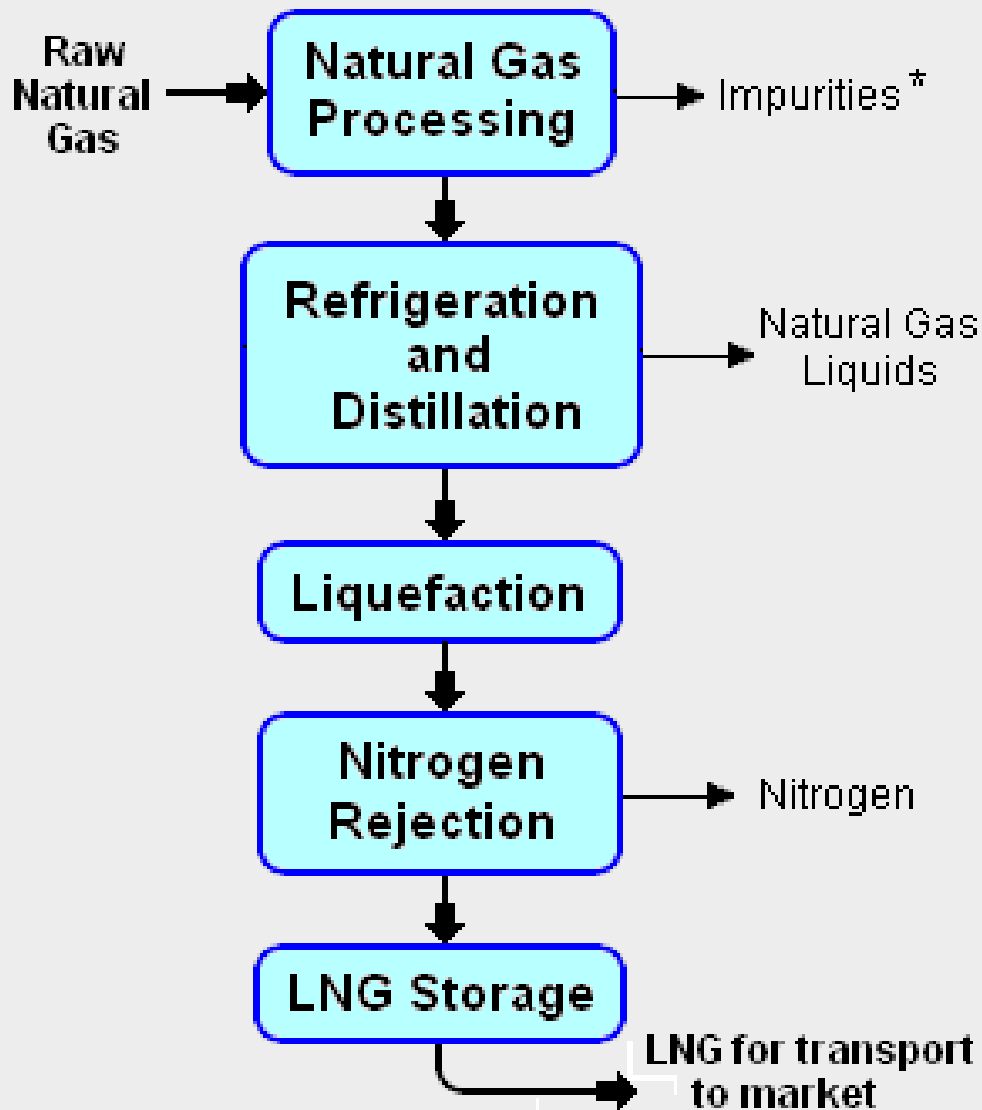 Raw
Natural
Gas
Natural Gas
Processing
Impurities *
Refrigeration
and
Distillation
Natural Gas
Liquids
Liquefaction
Nitrogen
Rejection
Nitrogen
LNG Storage
LNG for transport
to market